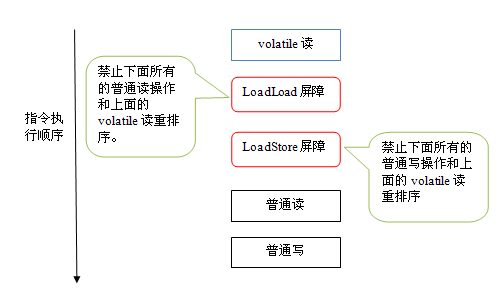 volatile 读
禁止下面所有
的普通读操作
和上面的
volatile 读重排
序。
LoadLoad 屏障
指令执
行顺序
LoadStore 屏障
禁止下面所有的
普通写操作和上
面的 volatile 读
重排序
普通读
普通写